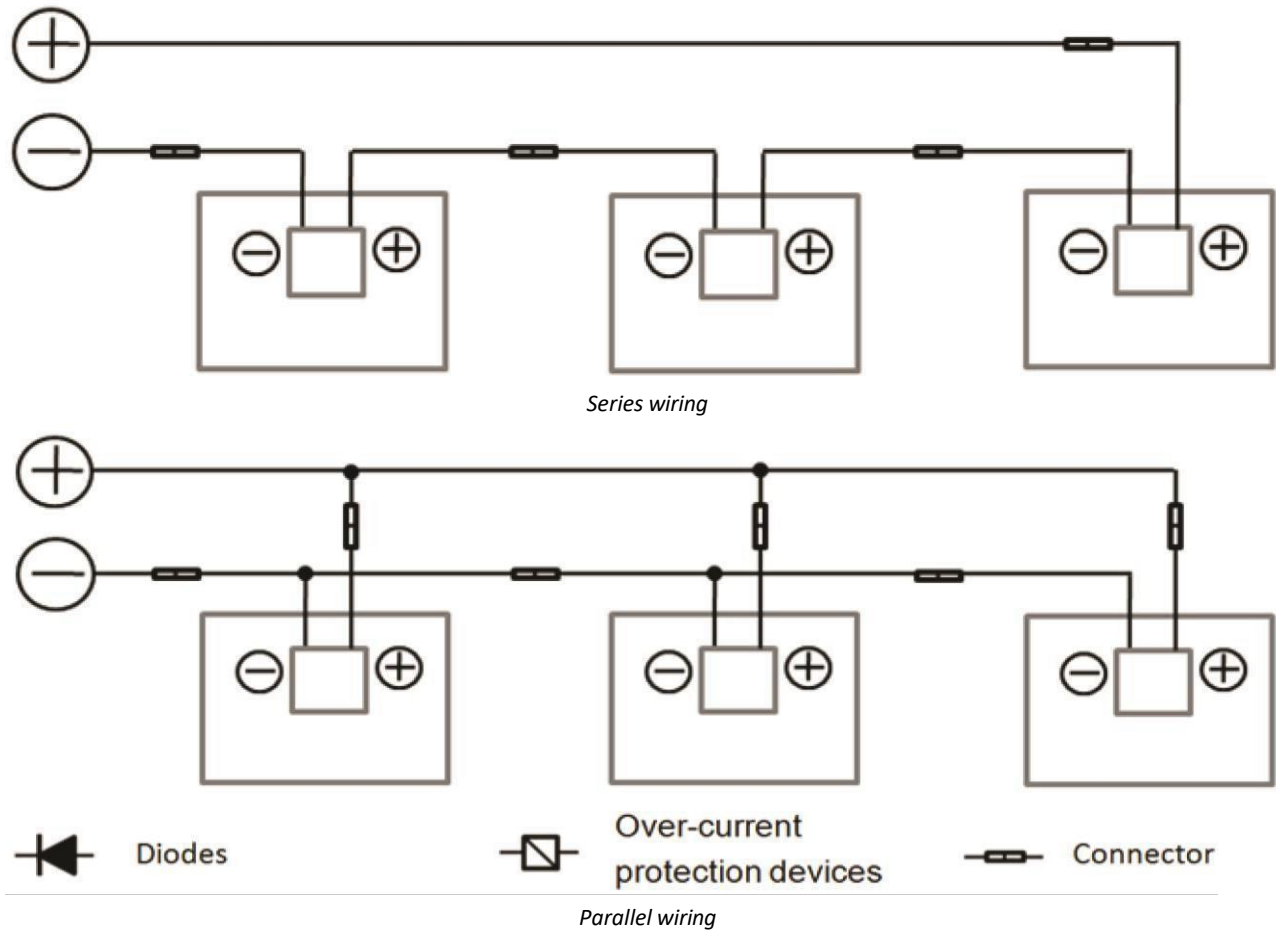 Series wiring
Diodes
Over-current
protection devices
Connector
Parallel wiring